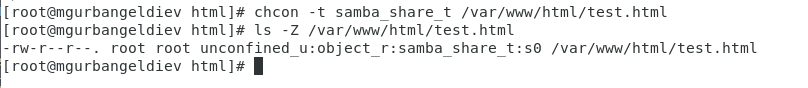 [root@mgurbangeldiev html]# chcon -t samba_share_t /var/www/html/test.html
[root@mgurbangeldiev html]# ls -Z /var/www/html/test.html
-rw-r--r--. root root unconfined_u:object_r:samba_share_t:s0 /var/www/html/test.html
[root@mgurbangeldiev html]#